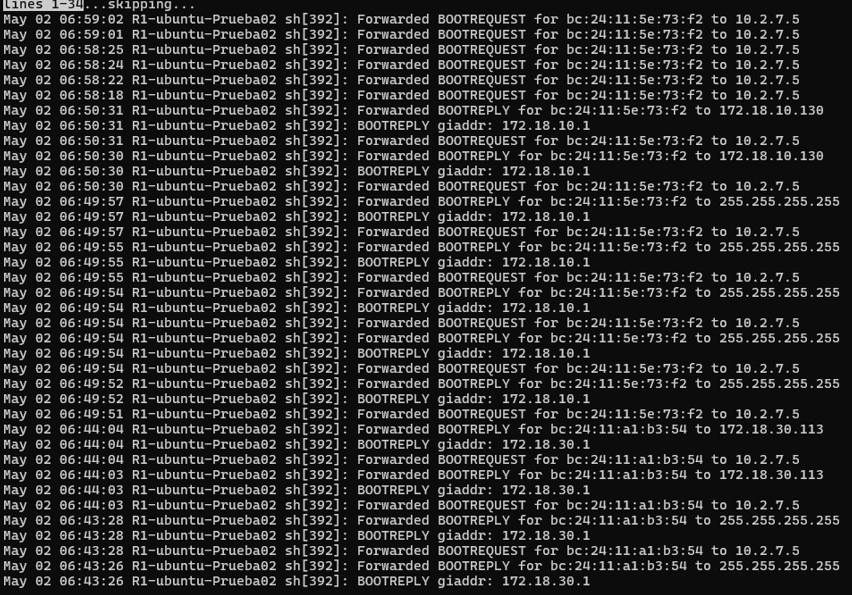 lines 1-34...skipping...
May 02 06:59:02 R1-ubuntu-Prueba02 sh[392]: Forwarded BOOTREQUEST for bc:24:11:5e:73:f2 to 10.2.7.5
May 02 06:59:01 R1-ubuntu-Prueba02 sh[392]: Forwarded BOOTREQUEST for bc:24:11:5e:73:f2 to 10.2.7.5
May 02 06:58:25 R1-ubuntu-Prueba02 sh[392]: Forwarded BOOTREQUEST for bc:24:11:5e:73:f2 to 10.2.7.5
May 02 06:58:24 R1-ubuntu-Prueba02 sh[392]: Forwarded BOOTREQUEST for bc:24:11:5e:73:f2 to 10.2.7.5
May 02 06:58:22 R1-ubuntu-Prueba02 sh[392]: Forwarded BOOTREQUEST for bc:24:11:5e:73:f2 to 10.2.7.5
May 02 06:58:18 R1-ubuntu-Prueba02 sh[392]: Forwarded BOOTREQUEST for bc:24:11:5e:73:f2 to 10.2.7.5
May 02 06:50:31 R1-ubuntu-Prueba02 sh[392]: Forwarded BOOTREPLY for bc:24:11:5e:73:f2 to 172.18.10.130
May 02 06:50:31 R1-ubuntu-Prueba02 sh[392]: BOOTREPLY giaddr: 172.18.10.1
May 02 06:50:31 R1-ubuntu-Prueba02 sh[392]: Forwarded BOOTREQUEST for bc:24:11:5e:73:f2 to 10.2.7.5
May 02 06:50:30 R1-ubuntu-Prueba02 sh[392]: Forwarded BOOTREPLY for bc:24:11:5e:73:f2 to 172.18.10.130
May 02 06:50:30 R1-ubuntu-Prueba02 sh[392]: BOOTREPLY giaddr: 172.18.10.1
May 02 06:50:30 R1-ubuntu-Prueba02 sh[392]: Forwarded BOOTREQUEST for bc:24:11:5e:73:f2 to 10.2.7.5
May 02 06:49:57 R1-ubuntu-Prueba02 sh[392]: Forwarded BOOTREPLY for bc:24:11:5e:73:f2 to 255.255.255.255
May 02 06:49:57 R1-ubuntu-Prueba02 sh[392]: BOOTREPLY giaddr: 172.18.10.1
May 02 06:49:57 R1-ubuntu-Prueba02 sh[392]: Forwarded BOOTREQUEST for bc:24:11:5e:73:f2 to 10.2.7.5
May 02 06:49:55 R1-ubuntu-Prueba02 sh[392]: Forwarded BOOTREPLY for bc:24:11:5e:73:f2 to 255.255.255.255
May 02 06:49:55 R1-ubuntu-Prueba02 sh[392]: BOOTREPLY giaddr: 172.18.10.1
May 02 06:49:55 R1-ubuntu-Prueba02 sh[392]: Forwarded BOOTREQUEST for bc:24:11:5e:73:f2 to 10.2.7.5
May 02 06:49:54 R1-ubuntu-Prueba02 sh[392]: Forwarded BOOTREPLY for bc:24:11:5e:73:f2 to 255.255.255.255
May 02 06:49:54 R1-ubuntu-Prueba02 sh[392]: BOOTREPLY giaddr: 172.18.10.1
May 02 06:49:54 R1-ubuntu-Prueba02 sh[392]: Forwarded BOOTREQUEST for bc:24:11:5e:73:f2 to 10.2.7.5
May 02 06:49:54 R1-ubuntu-Prueba02 sh[392]: Forwarded BOOTREPLY for bc:24:11:5e:73:f2 to 255.255.255.255
May 02 06:49:54 R1-ubuntu-Prueba02 sh[392]: BOOTREPLY giaddr: 172.18.10.1
May 02 06:49:54 R1-ubuntu-Prueba02 sh[392]: Forwarded BOOTREQUEST for bc:24:11:5e:73:f2 to 10.2.7.5
May 02 06:49:52 R1-ubuntu-Prueba02 sh[392]: Forwarded BOOTREPLY for bc:24:11:5e:73:f2 to 255.255.255.255
May 02 06:49:52 R1-ubuntu-Prueba02 sh[392]: BOOTREPLY giaddr: 172.18.10.1
May 02 06:49:51 R1-ubuntu-Prueba02 sh[392]: Forwarded BOOTREQUEST for bc:24:11:5e:73:f2 to 10.2.7.5
May 02 06:44:04 R1-ubuntu-Prueba02 sh[392]: Forwarded BOOTREPLY for bc:24:11:a1:b3:54 to 172.18.30.113
May 02 06:44:04 R1-ubuntu-Prueba02 sh[392]: BOOTREPLY giaddr: 172.18.30.1
May 02 06:44:04 R1-ubuntu-Prueba02 sh[392]: Forwarded BOOTREQUEST for bc:24:11:a1:b3:54 to 10.2.7.5
May 02 06:44:03 R1-ubuntu-Prueba02 sh[392]: Forwarded BOOTREPLY for bc:24:11:a1:b3:54 to 172.18.30.113
May 02 06:44:03 R1-ubuntu-Prueba02 sh[392]: BOOTREPLY giaddr: 172.18.30.1
May 02 06:44:03 R1-ubuntu-Prueba02 sh[392]: Forwarded BOOTREQUEST for bc:24:11:a1:b3:54 to 10.2.7.5
May 02 06:43:28 R1-ubuntu-Prueba02 sh[392]: Forwarded BOOTREPLY for bc:24:11:a1:b3:54 to 255.255.255.255
May 02 06:43:28 R1-ubuntu-Prueba02 sh[392]: BOOTREPLY giaddr: 172.18.30.1
May 02 06:43:28 R1-ubuntu-Prueba02 sh[392]: Forwarded BOOTREQUEST for bc:24:11:a1:b3:54 to 10.2.7.5
May 02 06:43:26 R1-ubuntu-Prueba02 sh[392]: Forwarded BOOTREPLY for bc:24:11:a1:b3:54 to 255.255.255.255
May 02 06:43:26 R1-ubuntu-Prueba02 sh[392]: BOOTREPLY giaddr: 172.18.30.1